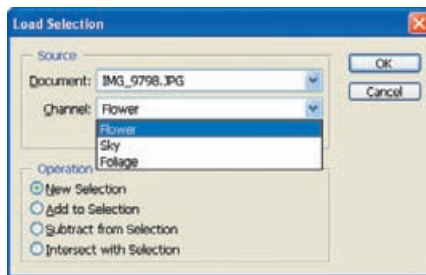 Load Selection
Source
Document: IMG_9798.JPG
Channel: Flower
Flower
Sky
Foliage
Operation
New Selection
Add to Selection
Subtract from Selection
Intersect with Selection
OK
Cancel